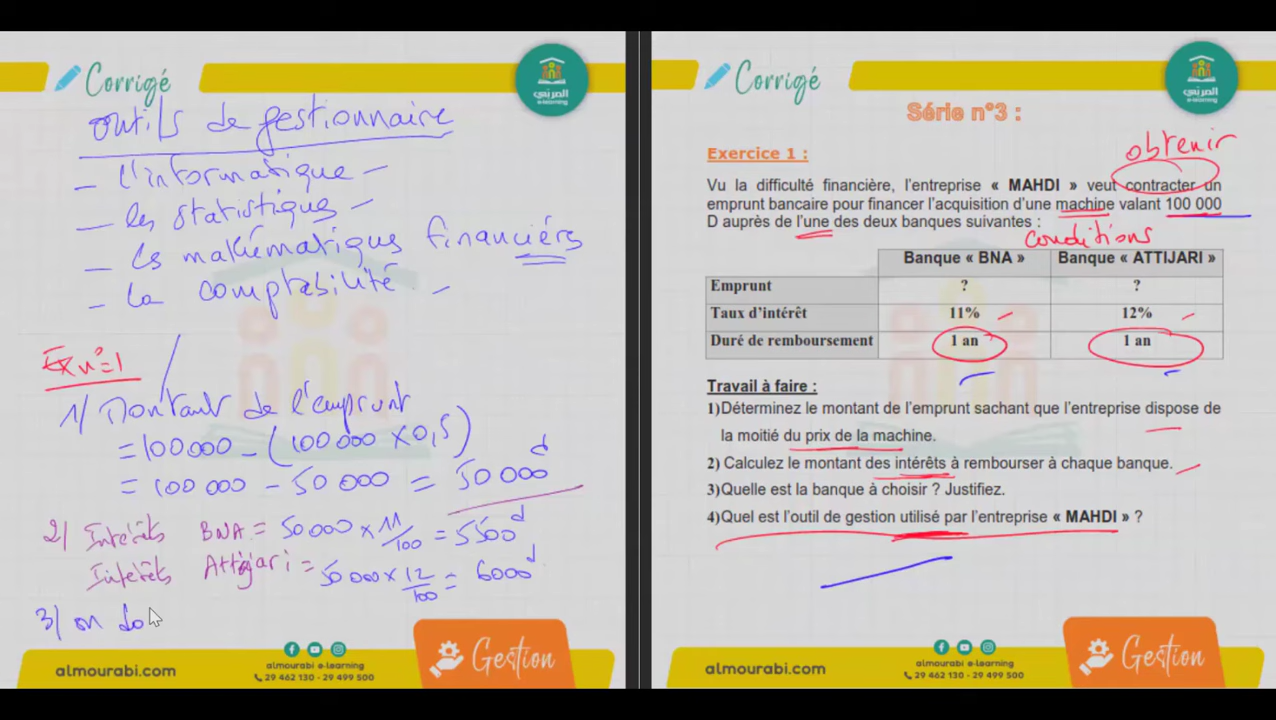 Corrigé
المربّي
e-learning
outils de gestionnaire
- l'informatique -
- les statistiques -
- les mathématiques financiérs
- la comptabilité -
Ex n°=1
1/ Montant de l'emprunt
= 100 000 - (100 000 x 0,5)
= 100 000 - 50 000 = 50 000 d
2/ Intérêts BNA = 50 000 x 11/100 = 5500 d
Intérêts Attijari = 50 000 x 12/100 = 6000 d
3/ on do
almourabi.com
almourabi e-learning
29 462 130 - 29 499 500
Gestion
Corrigé
المربّي
e-learning
Série n°3 :
Exercice 1 :
obtenir
Vu la difficulté financière, l'entreprise « MAHDI » veut contracter un
emprunt bancaire pour financer l'acquisition d'une machine valant 100 000
D auprès de l'une des deux banques suivantes :
conditions
Banque « BNA » Banque « ATTIJARI »
Emprunt ? ?
Taux d'intérêt 11% 12%
Duré de remboursement 1 an 1 an
Travail à faire :
1)Déterminez le montant de l'emprunt sachant que l'entreprise dispose de
la moitié du prix de la machine.
2) Calculez le montant des intérêts à rembourser à chaque banque.
3)Quelle est la banque à choisir ? Justifiez.
4)Quel est l'outil de gestion utilisé par l'entreprise « MAHDI » ?
almourabi.com
almourabi e-learning
29 462 130 - 29 499 500
Gestion